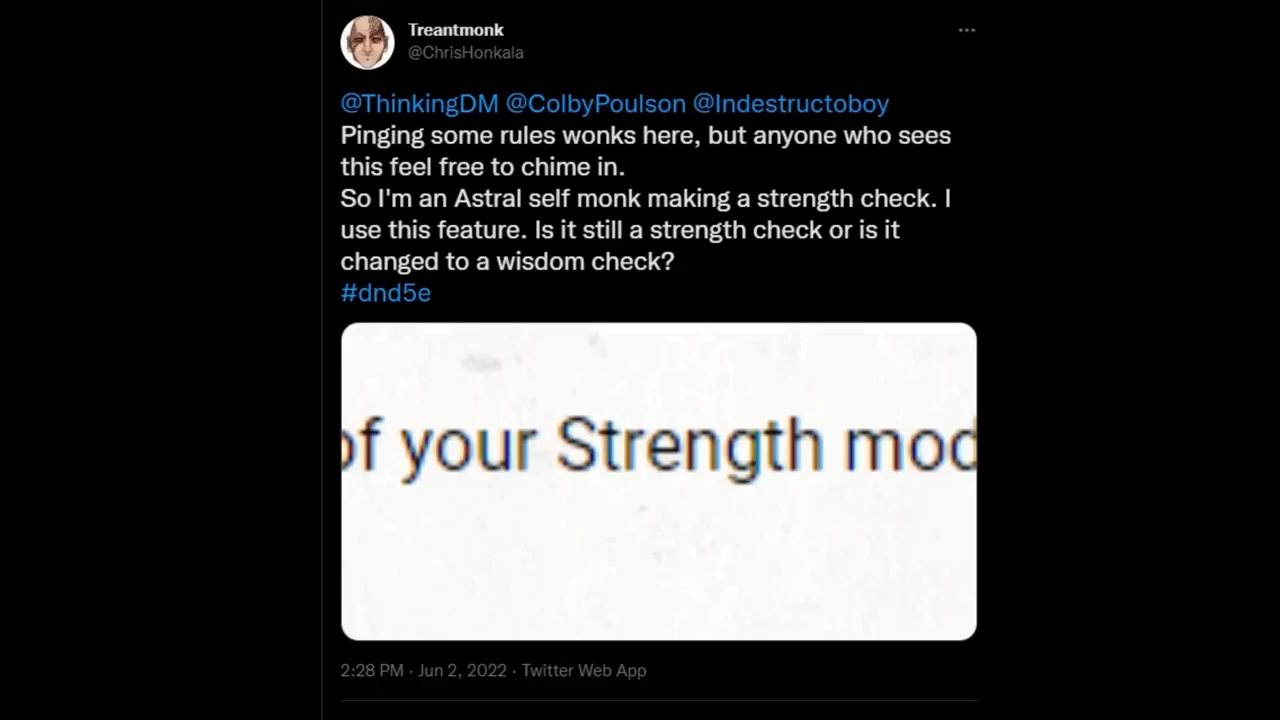 Treantmonk
@ChrisHonkala
@ThinkingDM @ColbyPoulson @Indestructoboy
Pinging some rules wonks here, but anyone who sees
this feel free to chime in.
So I'm an Astral self monk making a strength check. I
use this feature. Is it still a strength check or is it
changed to a wisdom check?
#dnd5e
of your Strength mod
2:28 PM · Jun 2, 2022 · Twitter Web App